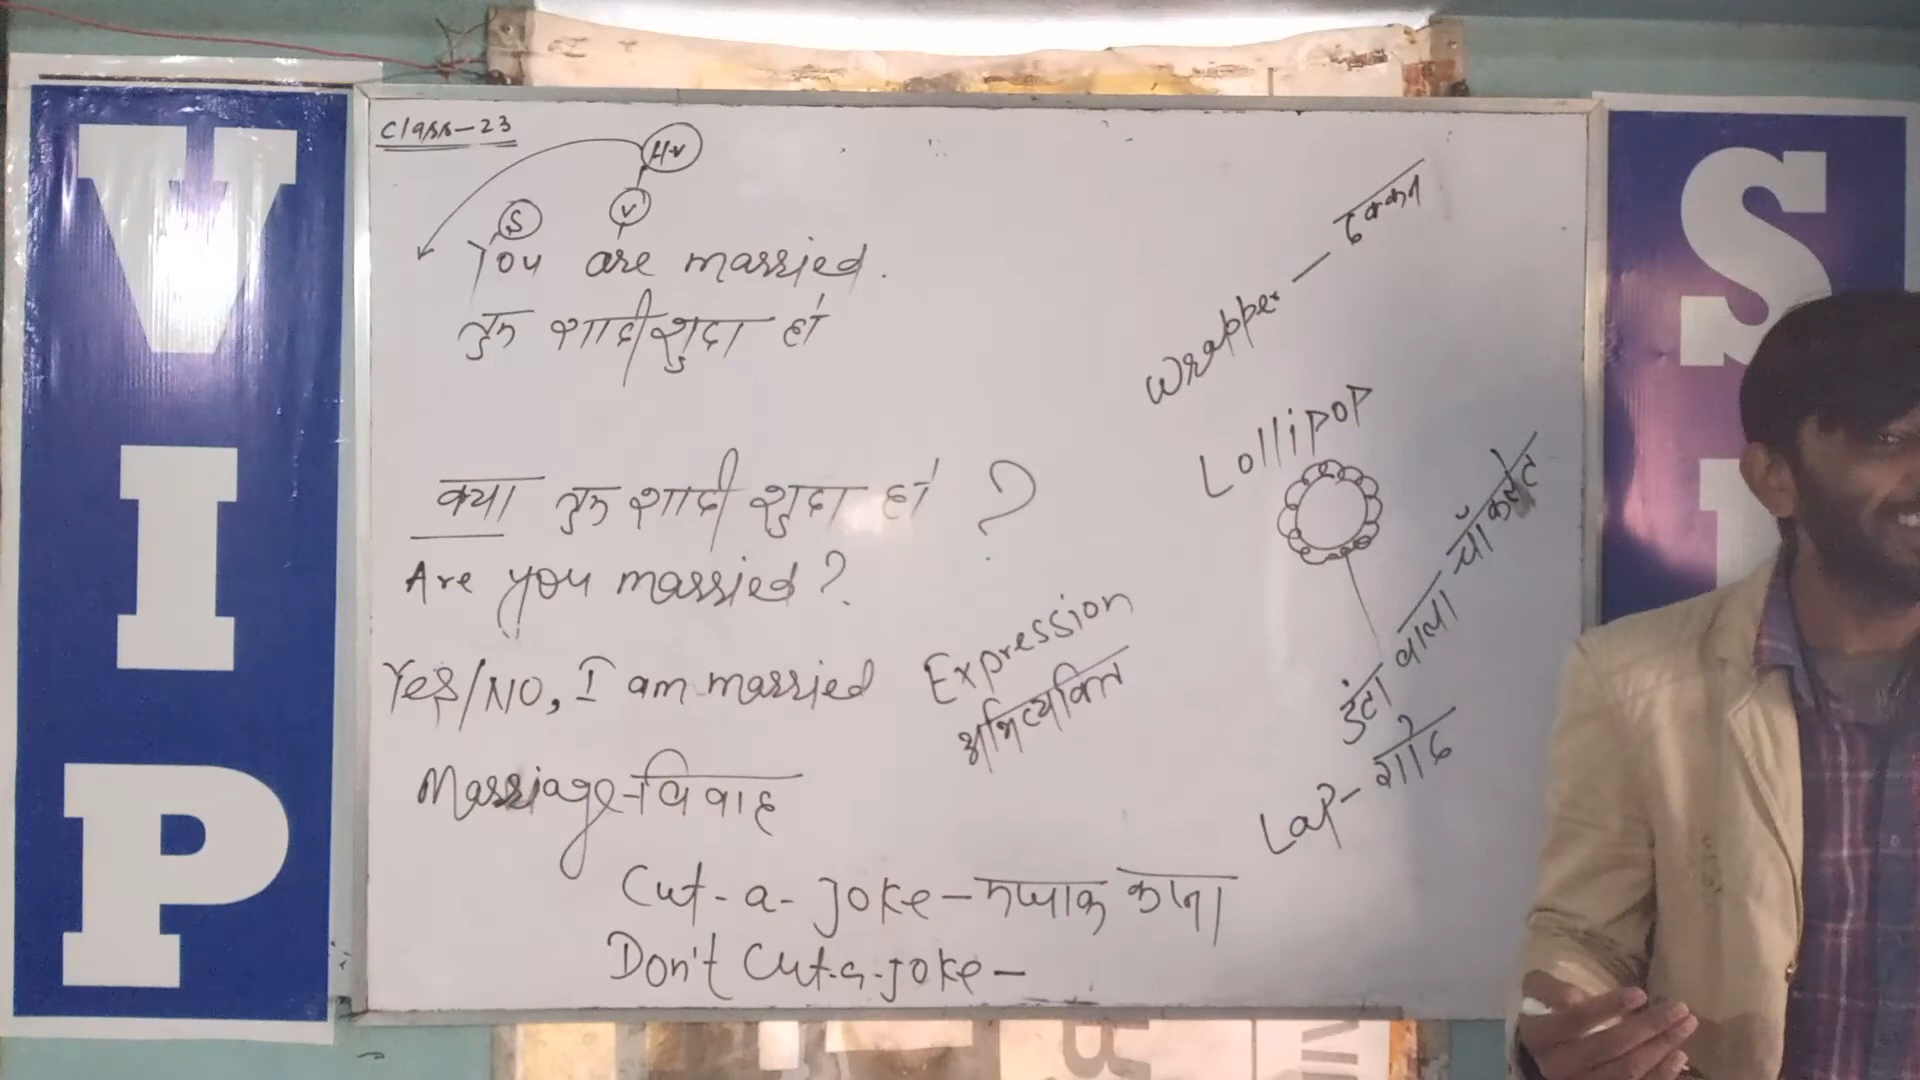 VIP
Class-23
H.v
S
V
You are married.
तुम शादीशुदा हो
क्या तुम शादी शुदा हो ?
Are you married?
Yes/NO, I am married
Marriage-विवाह
Expression
अभिव्यक्ति
Cut-a-joke-मजाक करना
Don't Cut-a-joke-
Wrapper - ढक्कन
Lollipop
डंटा वाला चॉकलेट
Lap-गोद
S